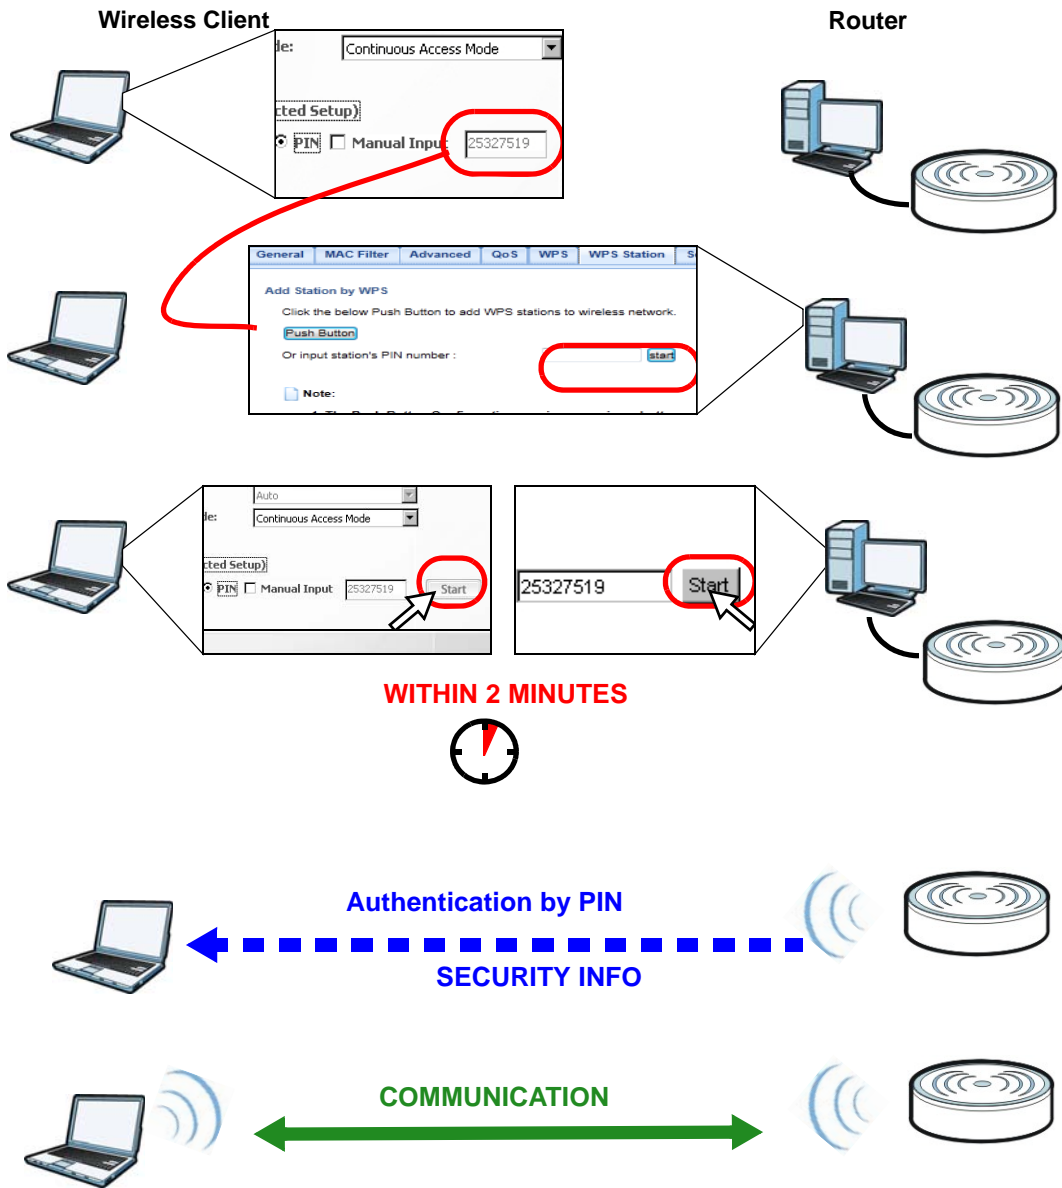 Wireless Client
Router
de:
Continuous Access Mode
cted Setup)
PIN
Manual Input
25327519
General
MAC Filter
Advanced
QoS
WPS
WPS Station
Add Station by WPS
Click the below Push Button to add WPS stations to wireless network.
Push Button
Or input station's PIN number :
start
Note:
Auto
de:
Continuous Access Mode
cted Setup)
PIN
Manual Input
25327519
Start
25327519
Start
WITHIN 2 MINUTES
Authentication by PIN
SECURITY INFO
COMMUNICATION